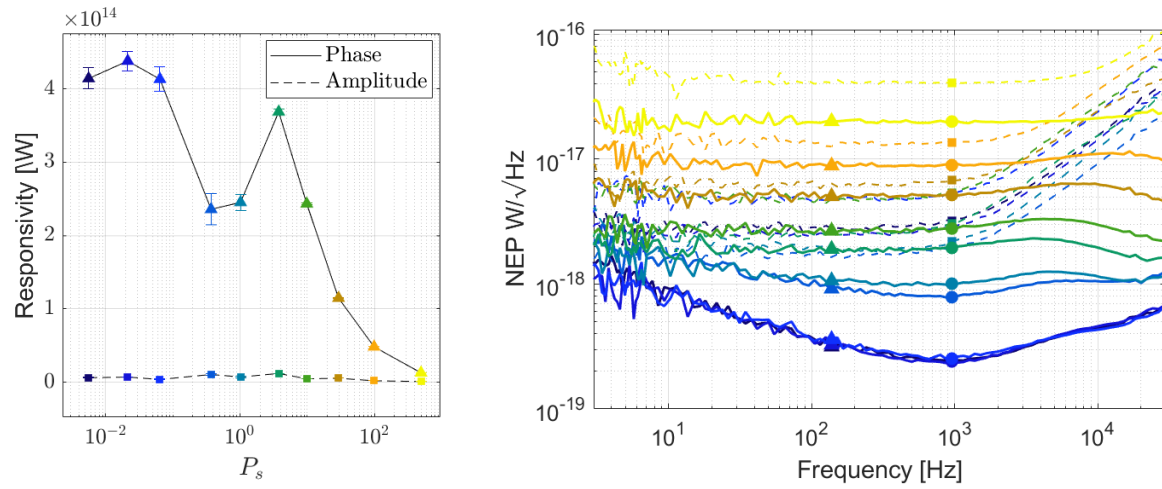 ×10^14
Phase
Amplitude
Responsivity [\W]
4
3
2
1
0
10^-2
10^0
10^2
P_s
10^-16
10^-17
10^-18
10^-19
NEP W/√Hz
10^1
10^2
10^3
10^4
Frequency [Hz]